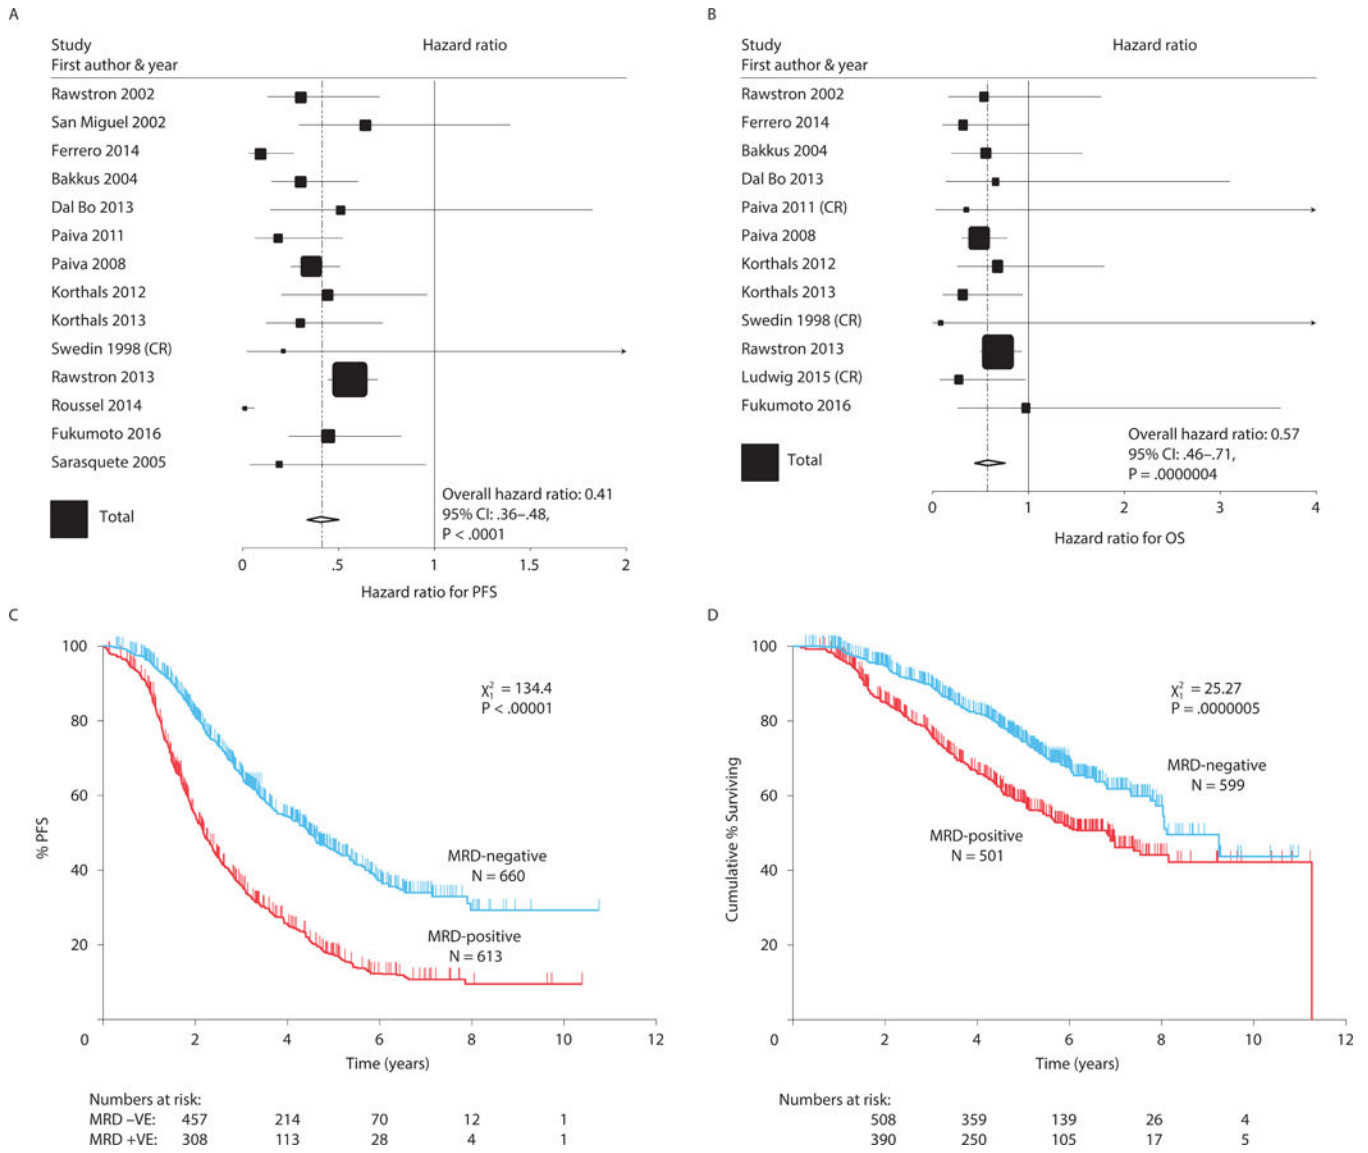 A
Study
First author & year
Hazard ratio
Rawstron 2002
San Miguel 2002
Ferrero 2014
Bakkus 2004
Dal Bo 2013
Paiva 2011
Paiva 2008
Korthals 2012
Korthals 2013
Swedin 1998 (CR)
Rawstron 2013
Roussel 2014
Fukumoto 2016
Sarasquete 2005
Total
Overall hazard ratio: 0.41
95% CI: .36–.48,
P < .0001
0 .5 1 1.5 2
Hazard ratio for PFS
B
Study
First author & year
Hazard ratio
Rawstron 2002
Ferrero 2014
Bakkus 2004
Dal Bo 2013
Paiva 2011 (CR)
Paiva 2008
Korthals 2012
Korthals 2013
Swedin 1998 (CR)
Rawstron 2013
Ludwig 2015 (CR)
Fukumoto 2016
Total
Overall hazard ratio: 0.57
95% CI: .46–.71,
P = .0000004
0 1 2 3 4
Hazard ratio for OS
C
% PFS
100
80
60
40
20
χ²₁ = 134.4
P < .00001
MRD-negative
N = 660
MRD-positive
N = 613
0 2 4 6 8 10 12
Time (years)
Numbers at risk:
MRD –VE: 457 214 70 12 1
MRD +VE: 308 113 28 4 1
D
Cumulative % Surviving
100
80
60
40
20
χ²₁ = 25.27
P = .0000005
MRD-negative
N = 599
MRD-positive
N = 501
0 2 4 6 8 10 12
Time (years)
Numbers at risk:
508 359 139 26 4
390 250 105 17 5